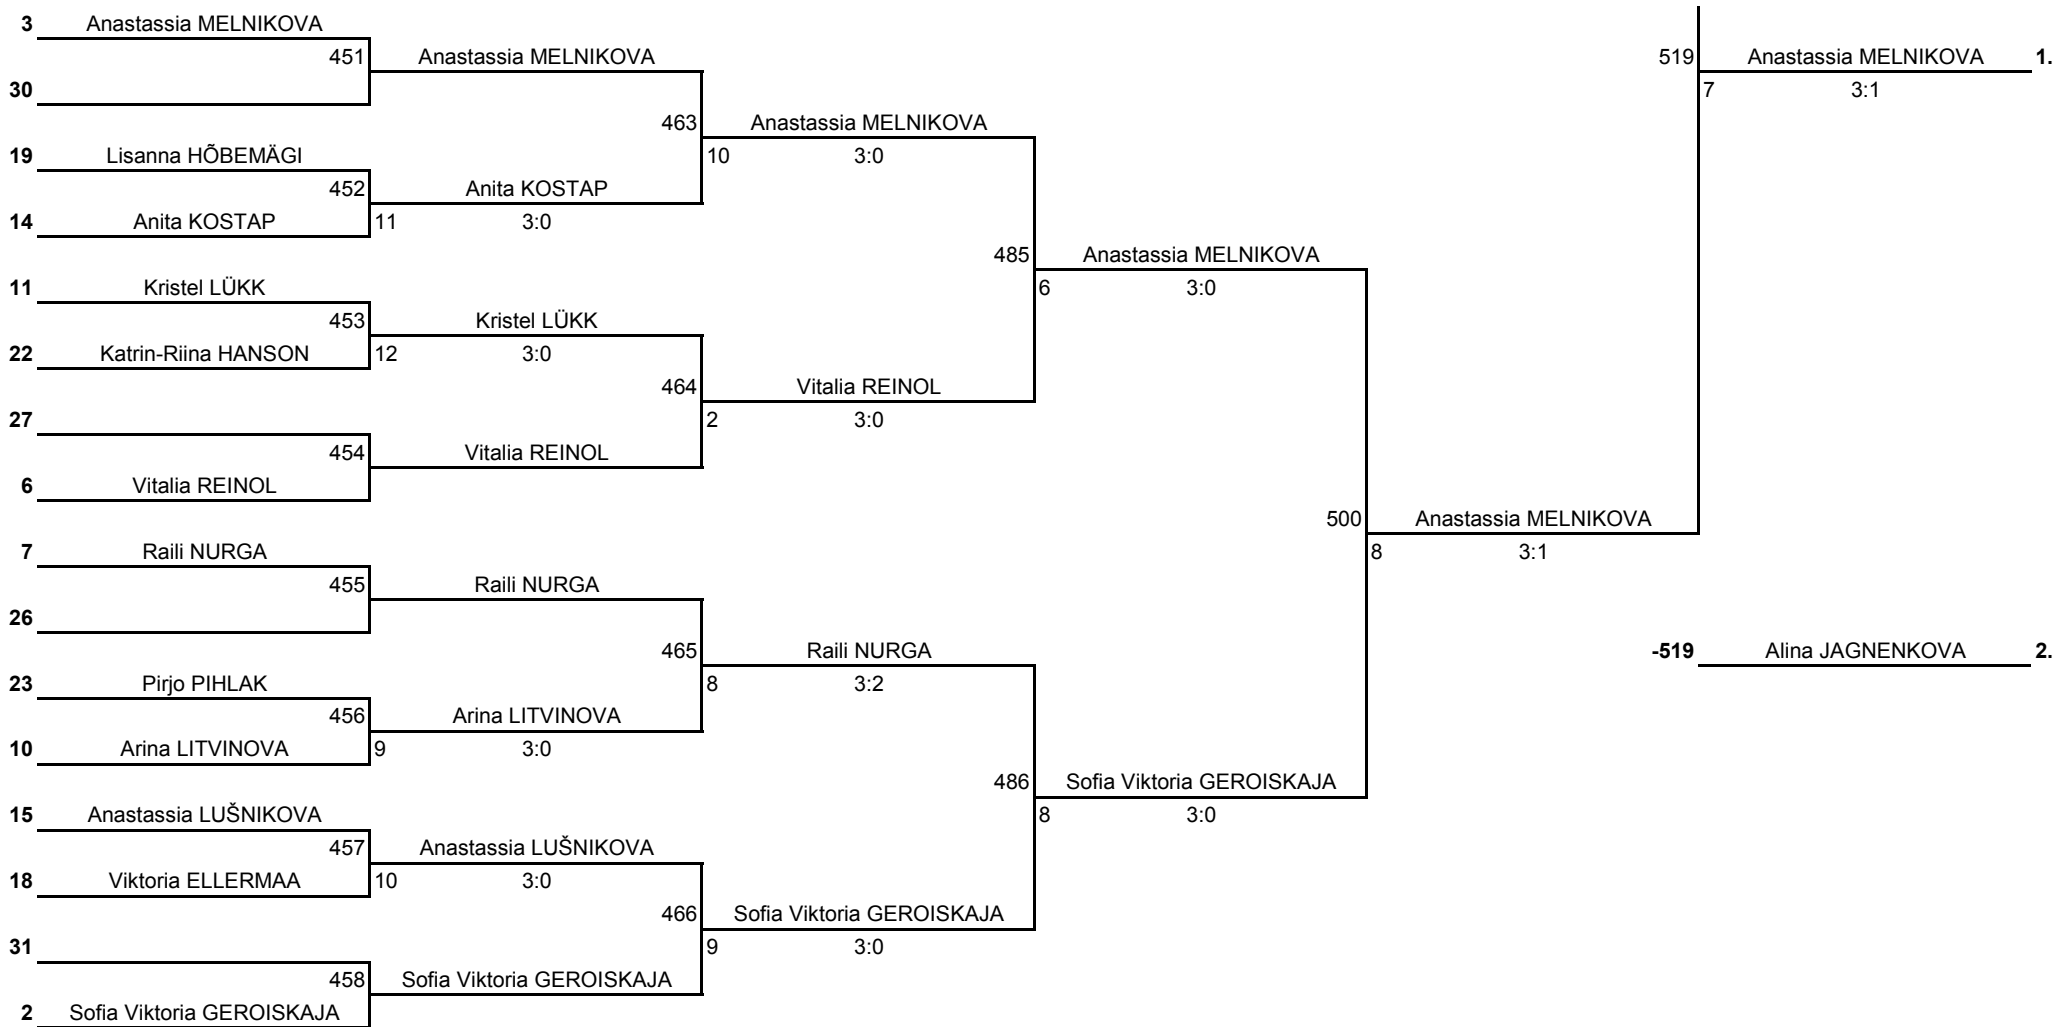 3 Anastassia MELNIKOVA
451 Anastassia MELNIKOVA 519 Anastassia MELNIKOVA 1.
30 7 3:1
463 Anastassia MELNIKOVA
19 Lisanna HÕBEMÄGI 10 3:0
452 Anita KOSTAP
14 Anita KOSTAP 11 3:0
485 Anastassia MELNIKOVA
11 Kristel LÜKK 6 3:0
453 Kristel LÜKK
22 Katrin-Riina HANSON 12 3:0
464 Vitalia REINOL
27 2 3:0
454 Vitalia REINOL
6 Vitalia REINOL
500 Anastassia MELNIKOVA
7 Raili NURGA 8 3:1
455 Raili NURGA
26
465 Raili NURGA -519 Alina JAGNENKOVA 2.
23 Pirjo PIHLAK 8 3:2
456 Arina LITVINOVA
10 Arina LITVINOVA 9 3:0
486 Sofia Viktoria GEROISKAJA
15 Anastassia LUŠNIKOVA 8 3:0
457 Anastassia LUŠNIKOVA
18 Viktoria ELLERMAA 10 3:0
466 Sofia Viktoria GEROISKAJA
31 9 3:0
458 Sofia Viktoria GEROISKAJA
2 Sofia Viktoria GEROISKAJA